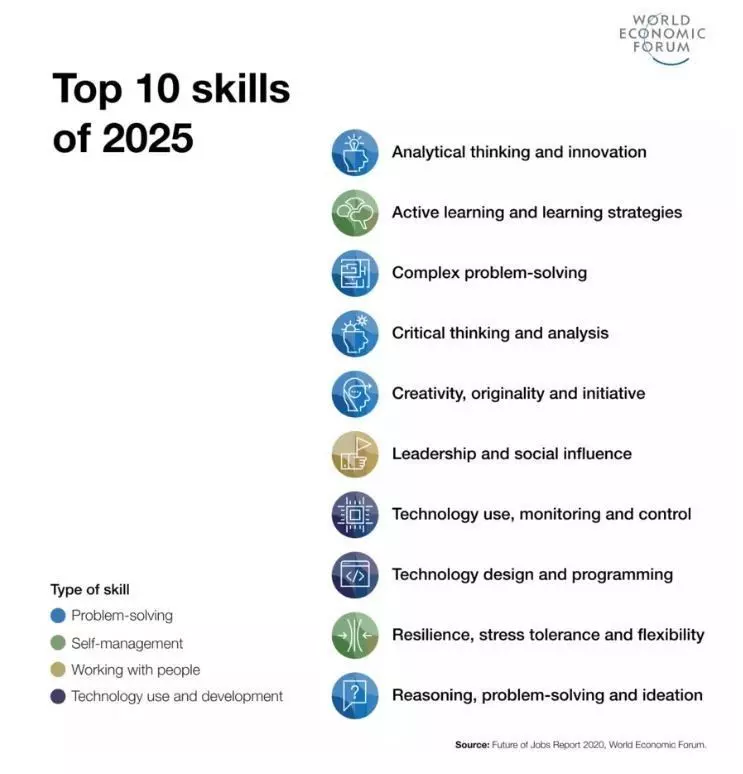 WORLD
ECONOMIC
FORUM
Top 10 skills
of 2025
Analytical thinking and innovation
Active learning and learning strategies
Complex problem-solving
Critical thinking and analysis
Creativity, originality and initiative
Leadership and social influence
Technology use, monitoring and control
Technology design and programming
Resilience, stress tolerance and flexibility
Reasoning, problem-solving and ideation
Type of skill
Problem-solving
Self-management
Working with people
Technology use and development
Source: Future of Jobs Report 2020, World Economic Forum.